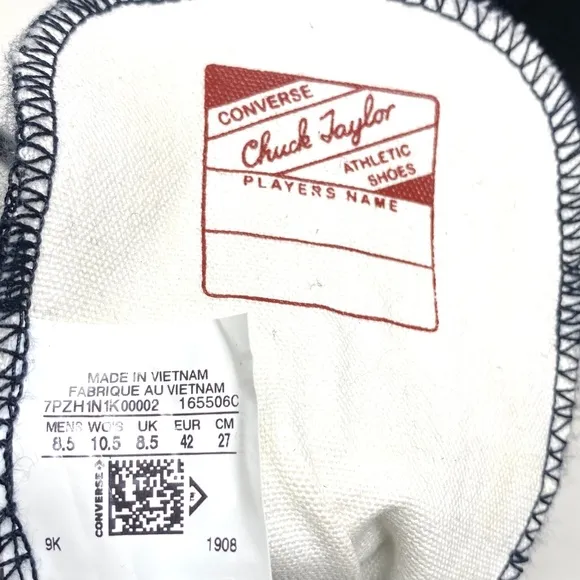 CONVERSE
Chuck Taylor
ATHLETIC
SHOES
PLAYERS NAME
MADE IN VIETNAM
FABRIQUE AU VIETNAM
7PZH1N1K00002 165506C
MENS WO'S UK EUR CM
8.5 10.5 8.5 42 27
CONVERSE
9K 1908